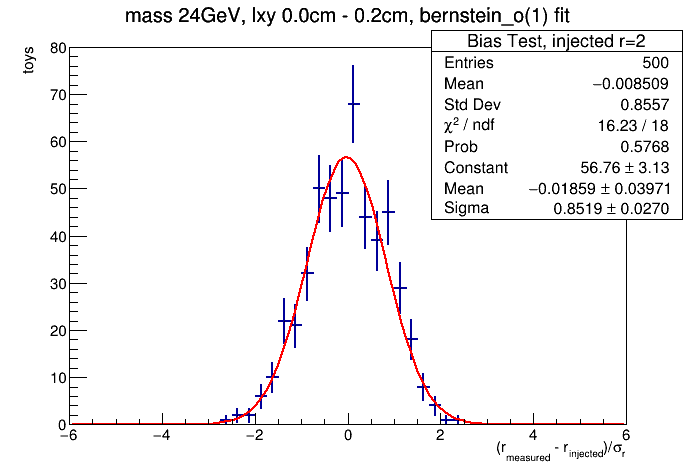 mass 24GeV, lxy 0.0cm - 0.2cm, bernstein_o(1) fit
Bias Test, injected r=2
Entries 500
Mean −0.008509
Std Dev 0.8557
χ² / ndf 16.23 / 18
Prob 0.5768
Constant 56.76 ± 3.13
Mean −0.01859 ± 0.03971
Sigma 0.8519 ± 0.0270
toys
80
70
60
50
40
30
20
10
0
−6 −4 −2 0 2 4 6
(r_measured - r_injected)/σ_r